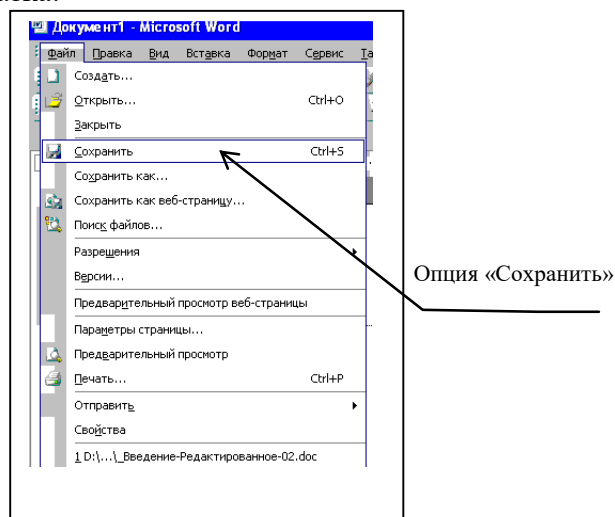 Документ1 - Microsoft Word
Файл Правка Вид Вставка Формат Сервис
Создать...
Открыть... Ctrl+O
Закрыть
Сохранить Ctrl+S
Сохранить как...
Сохранить как веб-страницу...
Поиск файлов...
Разрешения
Опция «Сохранить»
Версии...
Предварительный просмотр веб-страницы
Параметры страницы...
Предварительный просмотр
Печать... Ctrl+P
Отправить
Свойства
1 D:\...\_Введение-Редактированное-02.doc